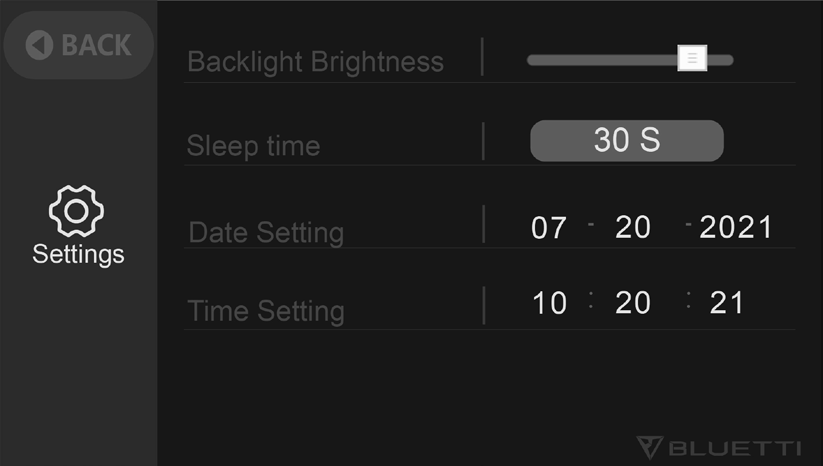 BACK
Backlight Brightness
Sleep time 30 S
Settings
Date Setting 07 - 20 - 2021
Time Setting 10 : 20 : 21
BLUETTI